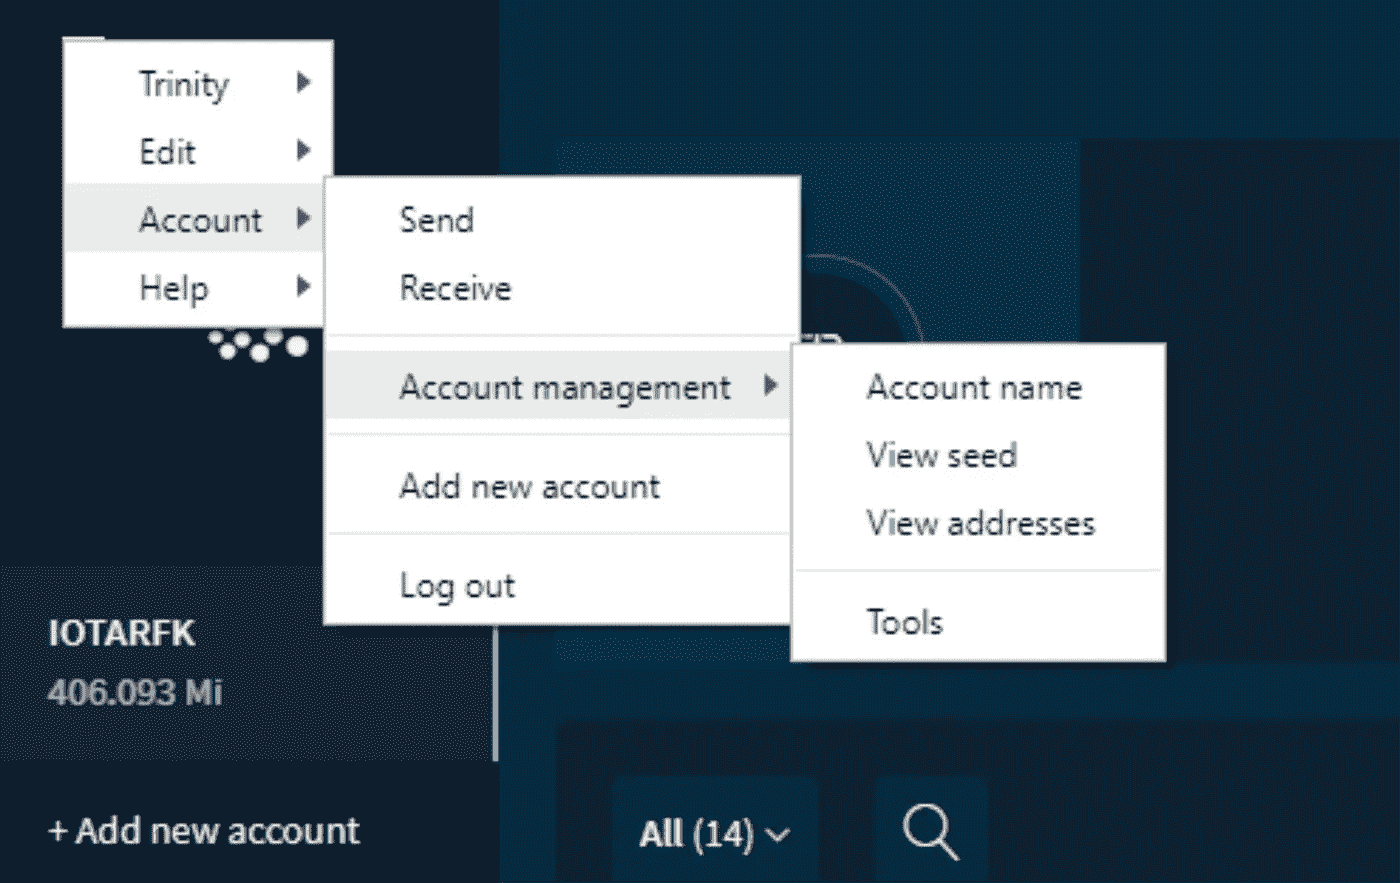 Trinity
Edit
Account
Help
Send
Receive
Account management
Add new account
Log out
Account name
View seed
View addresses
Tools
IOTARFK
406.093 Mi
+ Add new account
All (14)